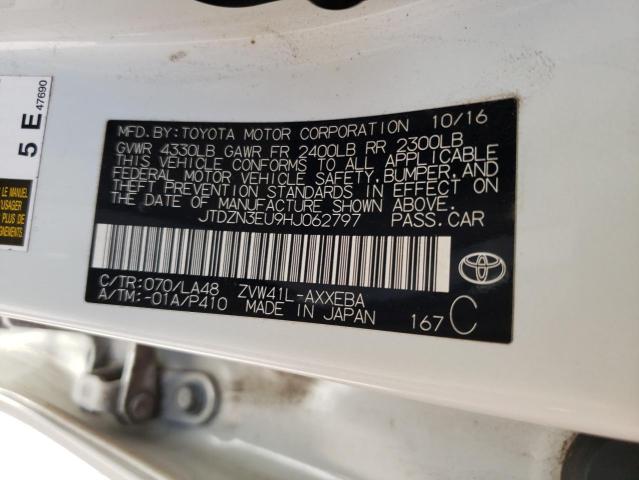 5 E
47690
USAGER
GNEMENTS
MFD. BY: TOYOTA MOTOR CORPORATION 10/16
GVWR 4330LB GAWR FR 2400LB RR 2300LB
THIS VEHICLE CONFORMS TO ALL APPLICABLE
FEDERAL MOTOR VEHICLE SAFETY, BUMPER, AND
THEFT PREVENTION STANDARDS IN EFFECT ON
THE DATE OF MANUFACTURE SHOWN ABOVE.
JTDZN3EU9HJ062797 PASS. CAR
C/TR:070/LA48 ZVW41L-AXXEBA
A/TM:-01A/P410 MADE IN JAPAN 167 C